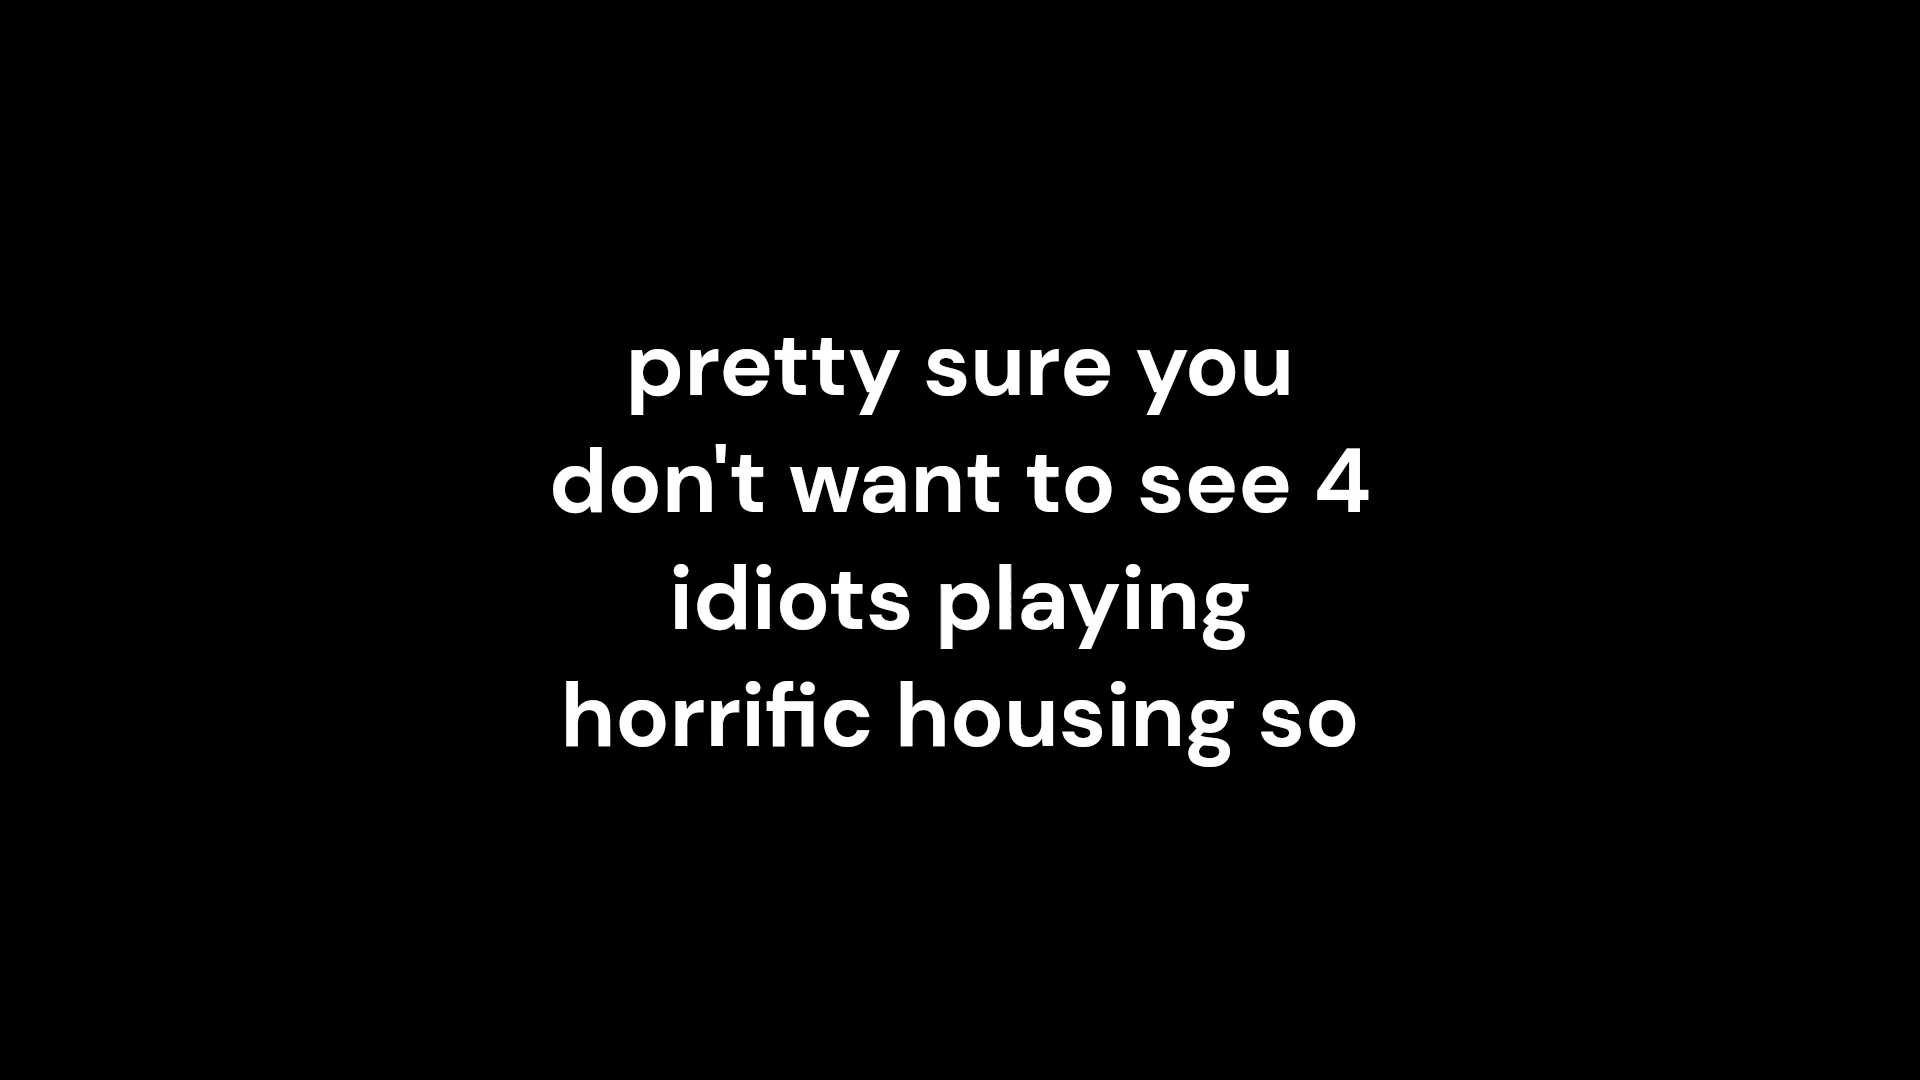 pretty sure you
don't want to see 4
idiots playing
horrific housing so